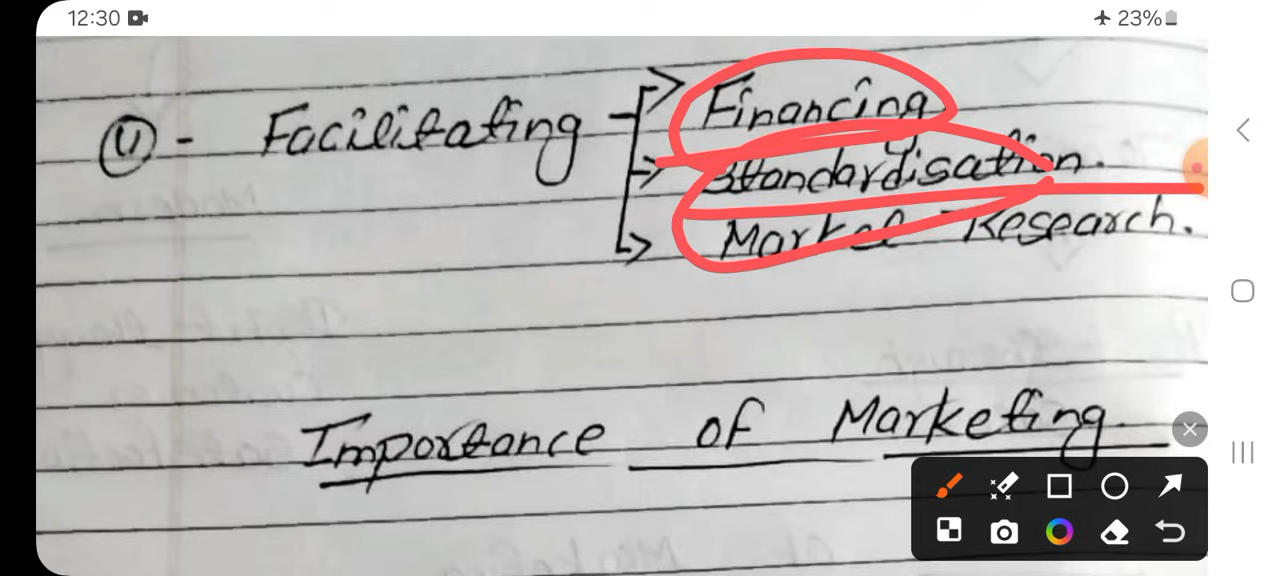 12:30
23%
(U) - Facilitating
Financing
Standardisation.
Market Research.
Importance of Marketing.